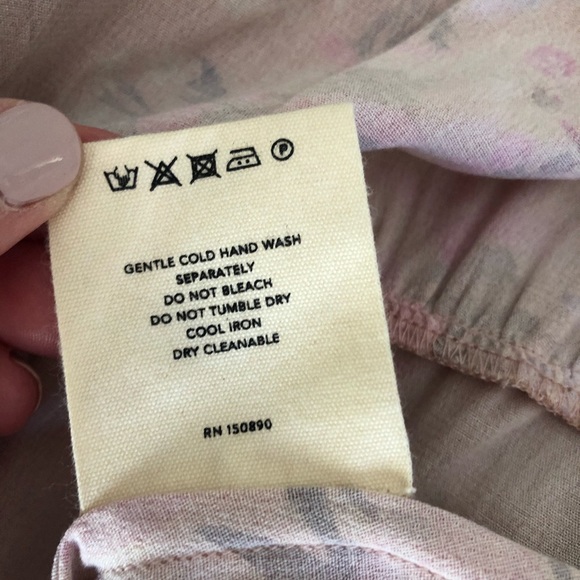 P
GENTLE COLD HAND WASH
SEPARATELY
DO NOT BLEACH
DO NOT TUMBLE DRY
COOL IRON
DRY CLEANABLE
RN 150890